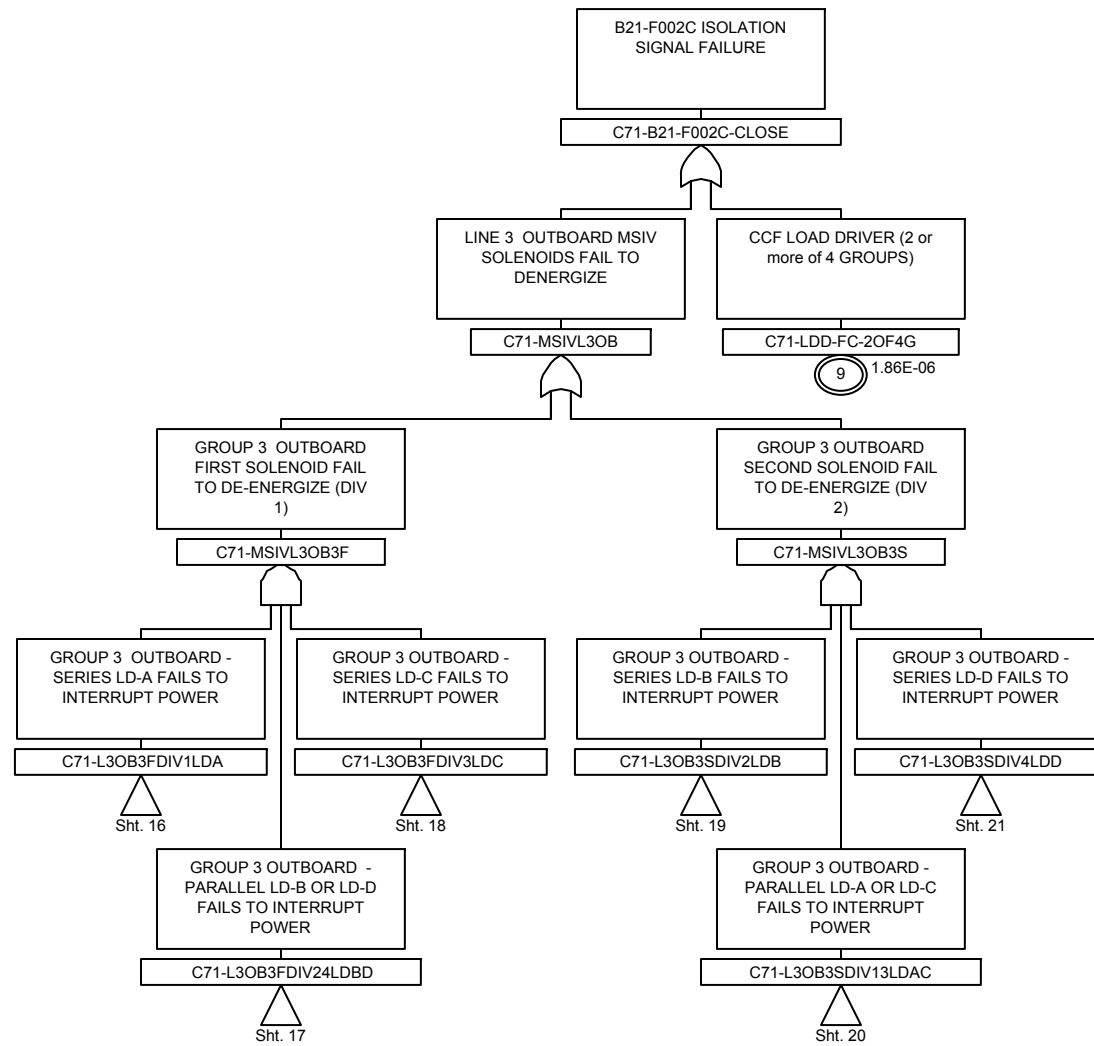 B21-F002C ISOLATION
SIGNAL FAILURE
C71-B21-F002C-CLOSE
LINE 3 OUTBOARD MSIV
SOLENOIDS FAIL TO
DENERGIZE
C71-MSIVL3OB
CCF LOAD DRIVER (2 or
more of 4 GROUPS)
C71-LDD-FC-2OF4G
9
1.86E-06
GROUP 3 OUTBOARD
FIRST SOLENOID FAIL
TO DE-ENERGIZE (DIV
1)
C71-MSIVL3OB3F
GROUP 3 OUTBOARD
SECOND SOLENOID FAIL
TO DE-ENERGIZE (DIV
2)
C71-MSIVL3OB3S
GROUP 3 OUTBOARD -
SERIES LD-A FAILS TO
INTERRUPT POWER
C71-L3OB3FDIV1LDA
Sht. 16
GROUP 3 OUTBOARD -
SERIES LD-C FAILS TO
INTERRUPT POWER
C71-L3OB3FDIV3LDC
Sht. 18
GROUP 3 OUTBOARD -
SERIES LD-B FAILS TO
INTERRUPT POWER
C71-L3OB3SDIV2LDB
Sht. 19
GROUP 3 OUTBOARD -
SERIES LD-D FAILS TO
INTERRUPT POWER
C71-L3OB3SDIV4LDD
Sht. 21
GROUP 3 OUTBOARD -
PARALLEL LD-B OR LD-D
FAILS TO INTERRUPT
POWER
C71-L3OB3FDIV24LDBD
Sht. 17
GROUP 3 OUTBOARD -
PARALLEL LD-A OR LD-C
FAILS TO INTERRUPT
POWER
C71-L3OB3SDIV13LDAC
Sht. 20